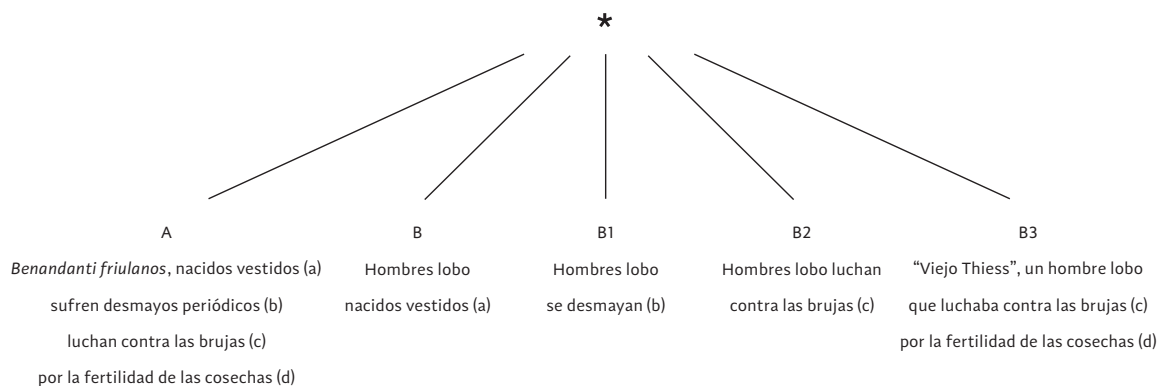 *
A
Benandanti friulanos, nacidos vestidos (a)
sufren desmayos periódicos (b)
luchan contra las brujas (c)
por la fertilidad de las cosechas (d)
B
Hombres lobo
nacidos vestidos (a)
B1
Hombres lobo
se desmayan (b)
B2
Hombres lobo luchan
contra las brujas (c)
B3
“Viejo Thiess”, un hombre lobo
que luchaba contra las brujas (c)
por la fertilidad de las cosechas (d)